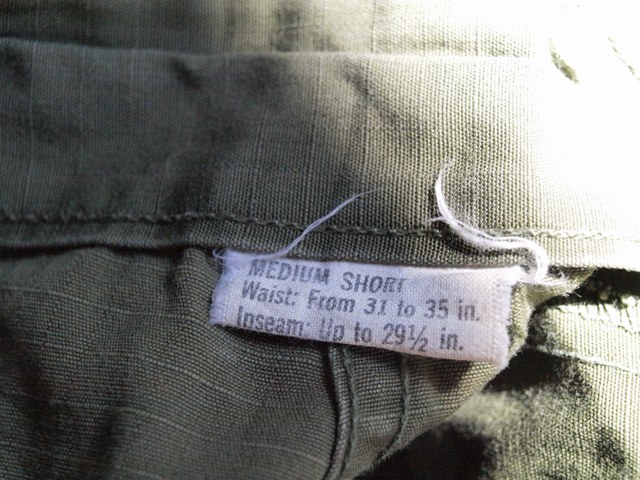 MEDIUM SHORT
Waist: From 31 to 35 in.
Inseam: Up to 29½ in.